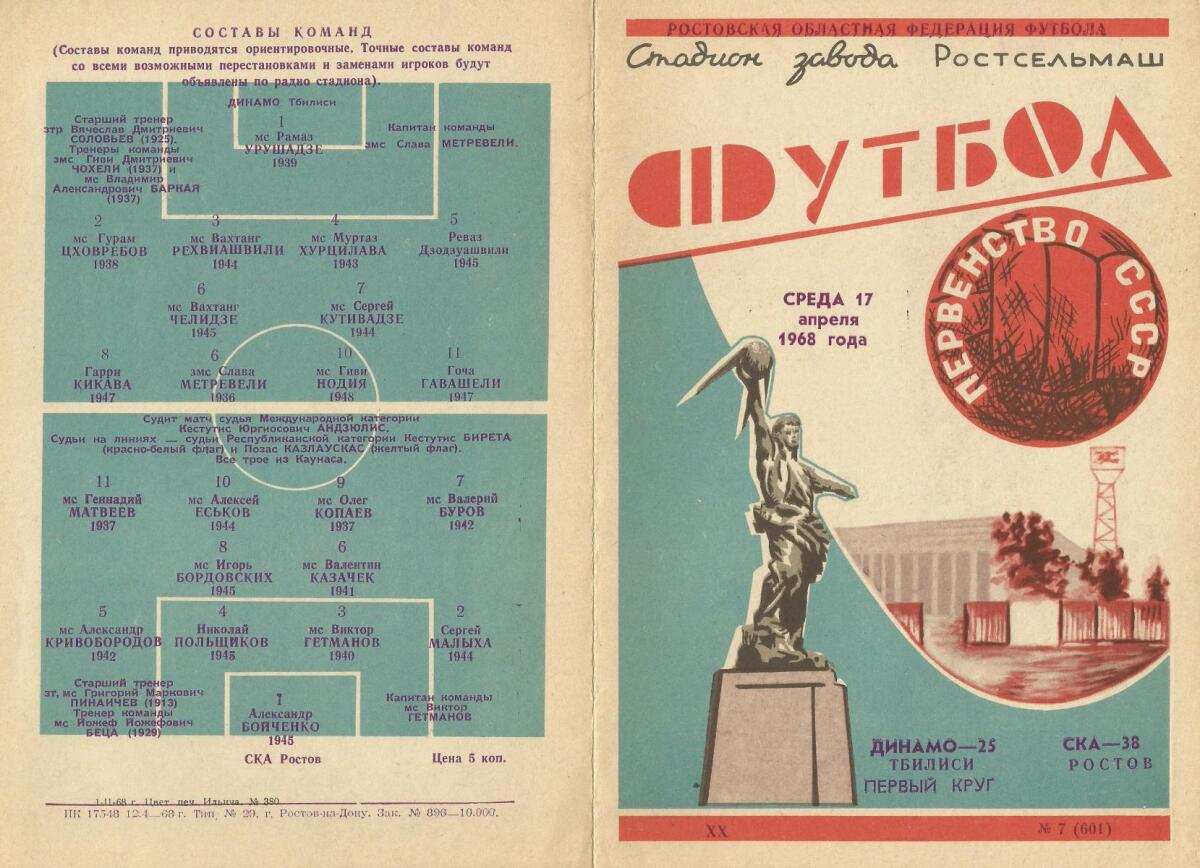 СОСТАВЫ КОМАНД
(Составы команд приводятся ориентировочные. Точные составы команд
со всеми возможными перестановками и заменами игроков будут
объявлены по радио стадиона).
ДИНАМО Тбилиси
Старший тренер
зтр Вячеслав Дмитриевич
СОЛОВЬЕВ (1925).
Тренеры команды
змс Гиви Дмитриевич
ЧОХЕЛИ (1937) и
мс Владимир
Александрович БАРКАЯ
(1937)
1
мс Рамаз
УРУШАДЗЕ
1939
Капитан команды
змс Слава МЕТРЕВЕЛИ.
2 3 4 5
мс Гурам мс Вахтанг мс Муртаз Реваз
ЦХОВРЕБОВ РЕХВИАШВИЛИ ХУРЦИЛАВА Дзодзуашвили
1938 1944 1943 1945
6 7
мс Вахтанг мс Сергей
ЧЕЛИДЗЕ КУТИВАДЗЕ
1945 1944
8 6 10 11
Гарри змс Слава мс Гиви Гоча
КИКАВА МЕТРЕВЕЛИ НОДИЯ ГАВАШЕЛИ
1947 1936 1948 1947
Судит матч судья Международной категории
Кестутис Юргиосович АНДЗЮЛИС.
Судьи на линиях — судьи Республиканской категории Кестутис БИРЕТА
(красно-белый флаг) и Позас КАЗЛАУСКАС (желтый флаг).
Все трое из Каунаса.
11 10 9 7
мс Геннадий мс Алексей мс Олег мс Валерий
МАТВЕЕВ ЕСЬКОВ КОПАЕВ БУРОВ
1937 1944 1937 1942
8 6
мс Игорь мс Валентин
БОРДОВСКИХ КАЗАЧЕК
1945 1941
5 4 3 2
мс Александр Николай мс Виктор Сергей
КРИВОБОРОДОВ ПОЛЬЩИКОВ ГЕТМАНОВ МАЛЫХА
1942 1945 1940 1944
Старший тренер
зт, мс Григорий Маркович
ПИНАИЧЕВ (1913)
Тренер команды
мс Йожеф Йожефович
БЕЦА (1929)
1
Александр
БОЙЧЕНКО
1945
Капитан команды
мс Виктор
ГЕТМАНОВ
СКА Ростов Цена 5 коп.
1-II-68 г. Цвет. печ. Ильича. № 380
ПК 17548 12.4—68 г. Тип. № 29, г. Ростов-на-Дону. Зак. № 896—10.000.
РОСТОВСКАЯ ОБЛАСТНАЯ ФЕДЕРАЦИЯ ФУТБОЛА
Стадион завода РОСТСЕЛЬМАШ
ФУТБОЛ
ПЕРВЕНСТВО СССР
СРЕДА 17
апреля
1968 года
ДИНАМО—25 СКА—38
ТБИЛИСИ РОСТОВ
ПЕРВЫЙ КРУГ
XX № 7 (601)